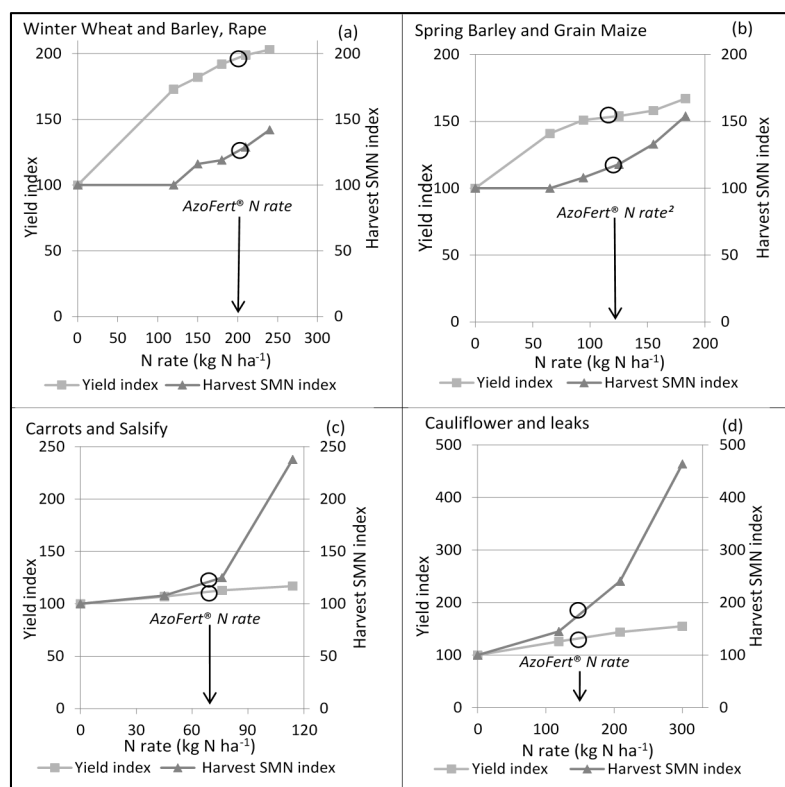 Winter Wheat and Barley, Rape
(a)
200
150
100
50
0
Yield index
200
150
100
50
0
Harvest SMN index
AzoFert® N rate
0 50 100 150 200 250 300
N rate (kg N ha⁻¹)
Yield index Harvest SMN index
Spring Barley and Grain Maize
(b)
200
150
100
50
0
Yield index
200
150
100
50
0
Harvest SMN index
AzoFert® N rate²
0 50 100 150 200
N rate (kg N ha⁻¹)
Yield index Harvest SMN index
Carrots and Salsify
(c)
250
200
150
100
50
0
Yield index
250
200
150
100
50
0
Harvest SMN index
AzoFert® N rate
0 30 60 90 120
N rate (kg N ha⁻¹)
Yield index Harvest SMN index
Cauliflower and leaks
(d)
500
400
300
200
100
0
Yield index
500
400
300
200
100
0
Harvest SMN index
AzoFert® N rate
0 100 200 300
N rate (kg N ha⁻¹)
Yield index Harvest SMN index